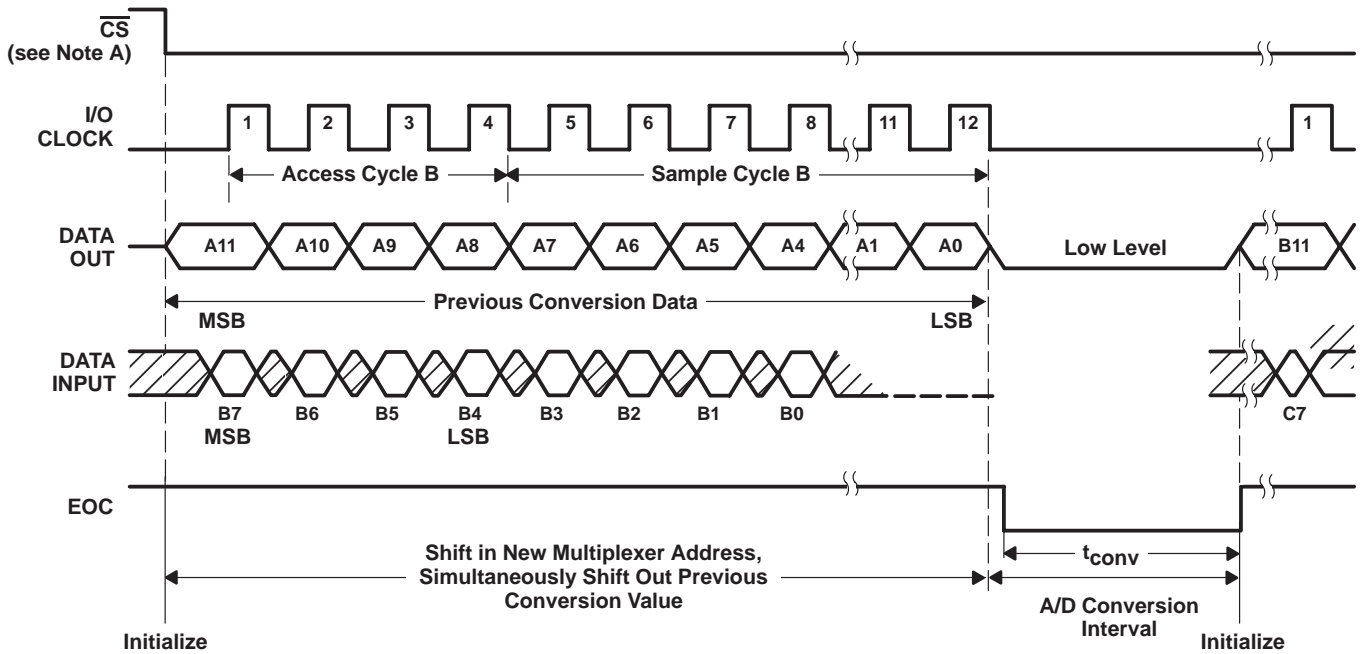 CS
(see Note A)
I/O
CLOCK
1 2 3 4 5 6 7 8 11 12 1
Access Cycle B Sample Cycle B
DATA
OUT
A11 A10 A9 A8 A7 A6 A5 A4 A1 A0 Low Level B11
Previous Conversion Data
MSB LSB
DATA
INPUT
B7 B6 B5 B4 B3 B2 B1 B0 C7
MSB LSB
EOC
tconv
Shift in New Multiplexer Address,
Simultaneously Shift Out Previous
Conversion Value
A/D Conversion
Interval
Initialize Initialize